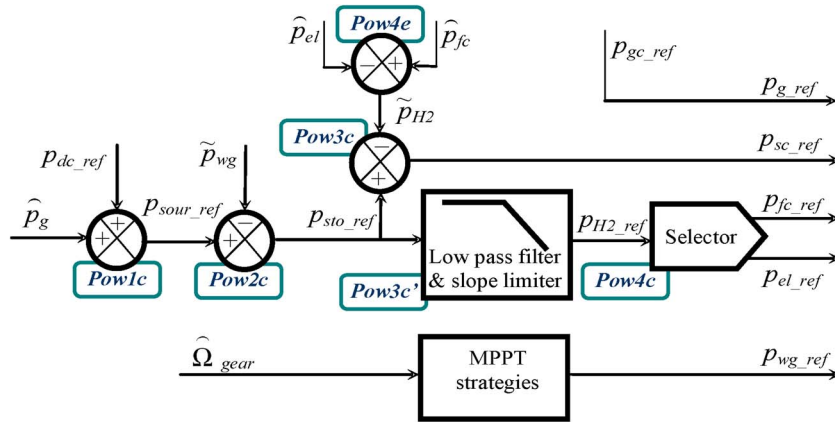 p̂el
Pow4e
p̂fc
pgc_ref
pg_ref
− +
p̃H2
Pow3c
−
+
psc_ref
pdc_ref
p̃wg
p̂g
+
+
psour_ref
−
+
psto_ref
Low pass filter
& slope limiter
pH2_ref
Selector
pfc_ref
pel_ref
Pow1c
Pow2c
Pow3c’
Pow4c
Ω̂ gear
MPPT
strategies
pwg_ref